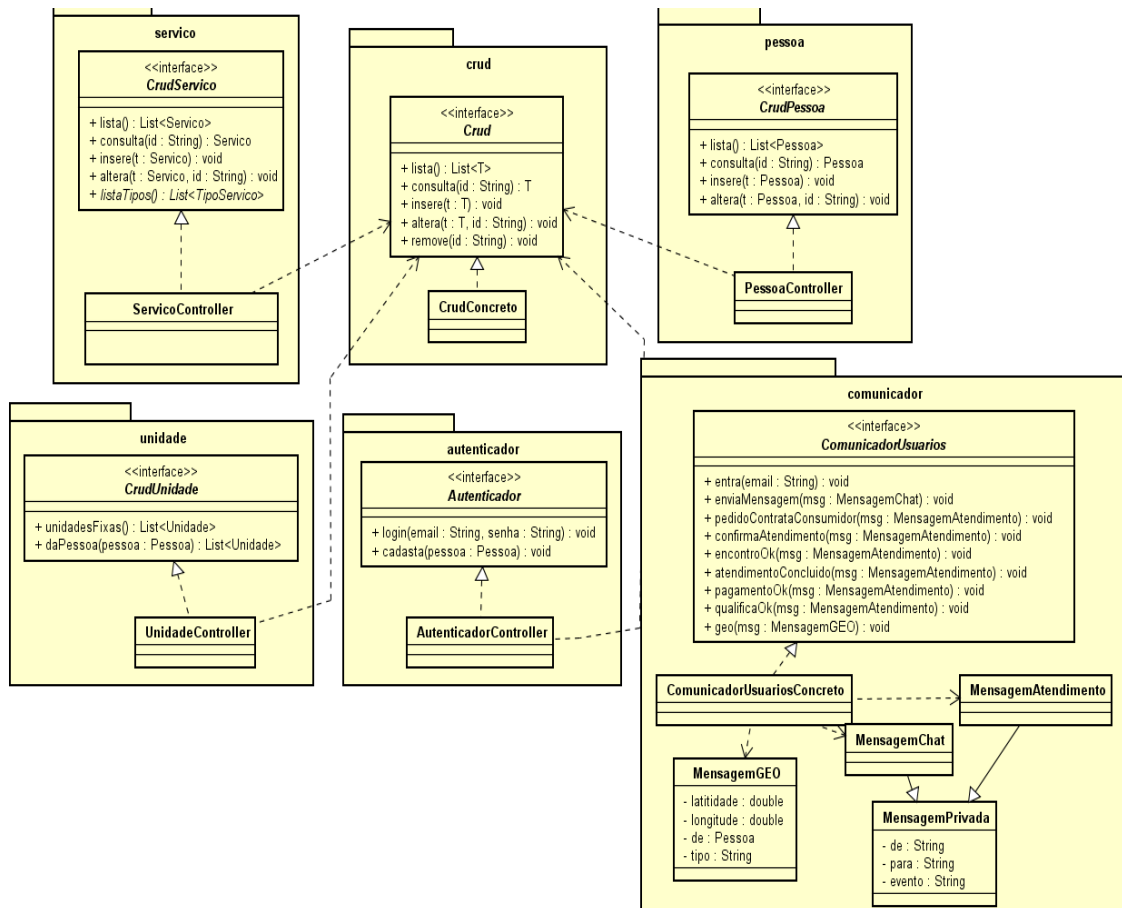 servico
<<interface>>
CrudServico
+ lista() : List<Servico>
+ consulta(id : String) : Servico
+ insere(t : Servico) : void
+ altera(t : Servico, id : String) : void
+ listaTipos() : List<TipoServico>
ServicoController
crud
<<interface>>
Crud
+ lista() : List<T>
+ consulta(id : String) : T
+ insere(t : T) : void
+ altera(t : T, id : String) : void
+ remove(id : String) : void
CrudConcreto
pessoa
<<interface>>
CrudPessoa
+ lista() : List<Pessoa>
+ consulta(id : String) : Pessoa
+ insere(t : Pessoa) : void
+ altera(t : Pessoa, id : String) : void
PessoaController
unidade
<<interface>>
CrudUnidade
+ unidadesFixas() : List<Unidade>
+ daPessoa(pessoa : Pessoa) : List<Unidade>
UnidadeController
autenticador
<<interface>>
Autenticador
+ login(email : String, senha : String) : void
+ cadasta(pessoa : Pessoa) : void
AutenticadorController
comunicador
<<interface>>
ComunicadorUsuarios
+ entra(email : String) : void
+ enviaMensagem(msg : MensagemChat) : void
+ pedidoContrataConsumidor(msg : MensagemAtendimento) : void
+ confirmaAtendimento(msg : MensagemAtendimento) : void
+ encontroOk(msg : MensagemAtendimento) : void
+ atendimentoConcluido(msg : MensagemAtendimento) : void
+ pagamentoOk(msg : MensagemAtendimento) : void
+ qualificaOk(msg : MensagemAtendimento) : void
+ geo(msg : MensagemGEO) : void
ComunicadorUsuariosConcreto
MensagemAtendimento
MensagemChat
MensagemGEO
- latitidade : double
- longitude : double
- de : Pessoa
- tipo : String
MensagemPrivada
- de : String
- para : String
- evento : String